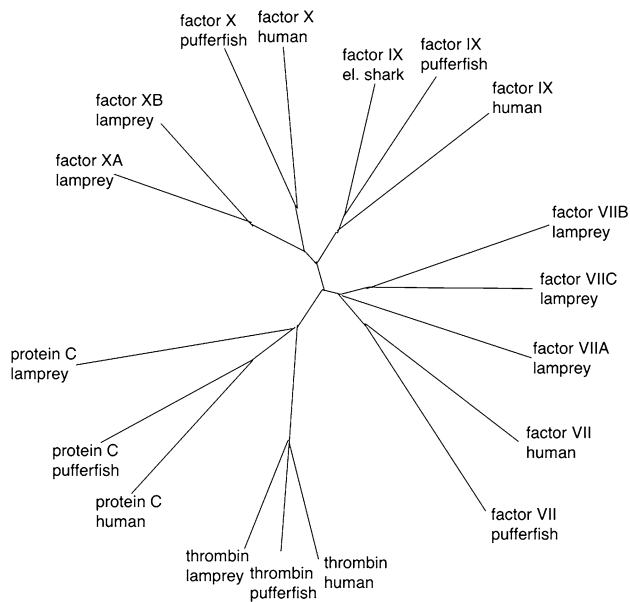 factor X
pufferfish
factor X
human
factor IX
el. shark
factor IX
pufferfish
factor IX
human
factor XB
lamprey
factor XA
lamprey
factor VIIB
lamprey
factor VIIC
lamprey
factor VIIA
lamprey
protein C
lamprey
factor VII
human
protein C
pufferfish
protein C
human
factor VII
pufferfish
thrombin
lamprey
thrombin
pufferfish
thrombin
human